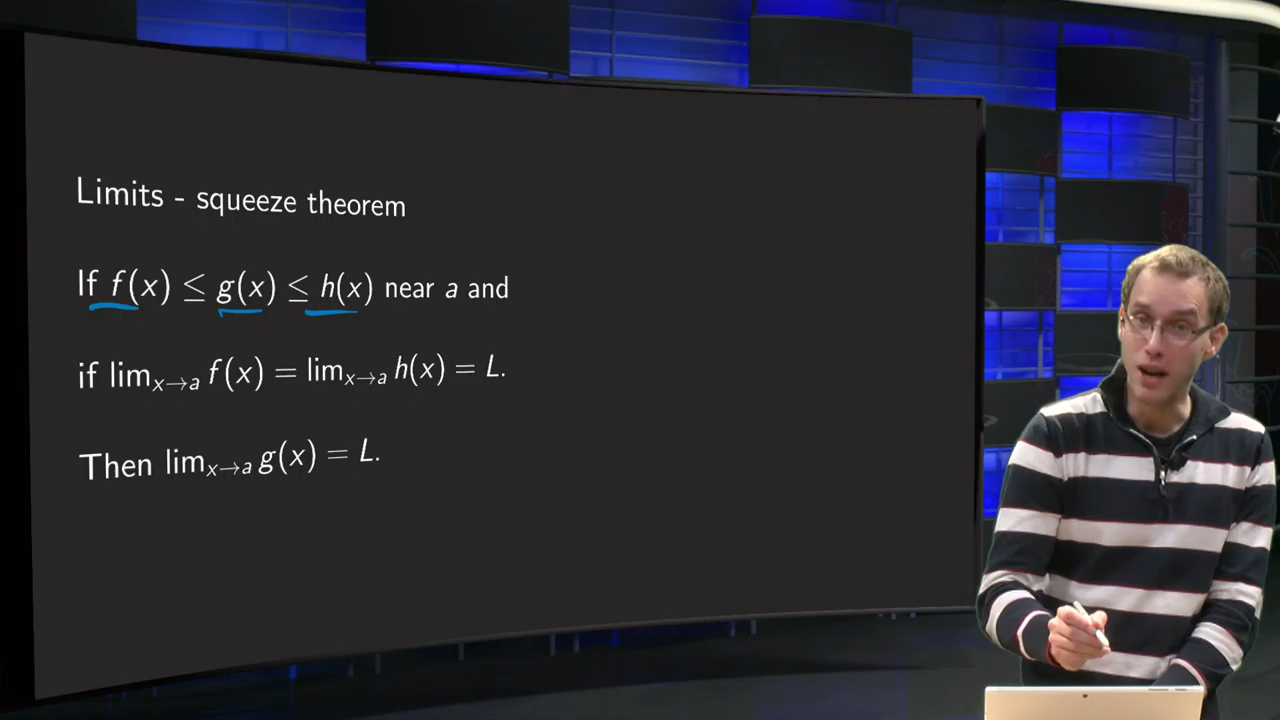 Limits - squeeze theorem
If f(x) ≤ g(x) ≤ h(x) near a and
if lim_{x→a} f(x) = lim_{x→a} h(x) = L.
Then lim_{x→a} g(x) = L.